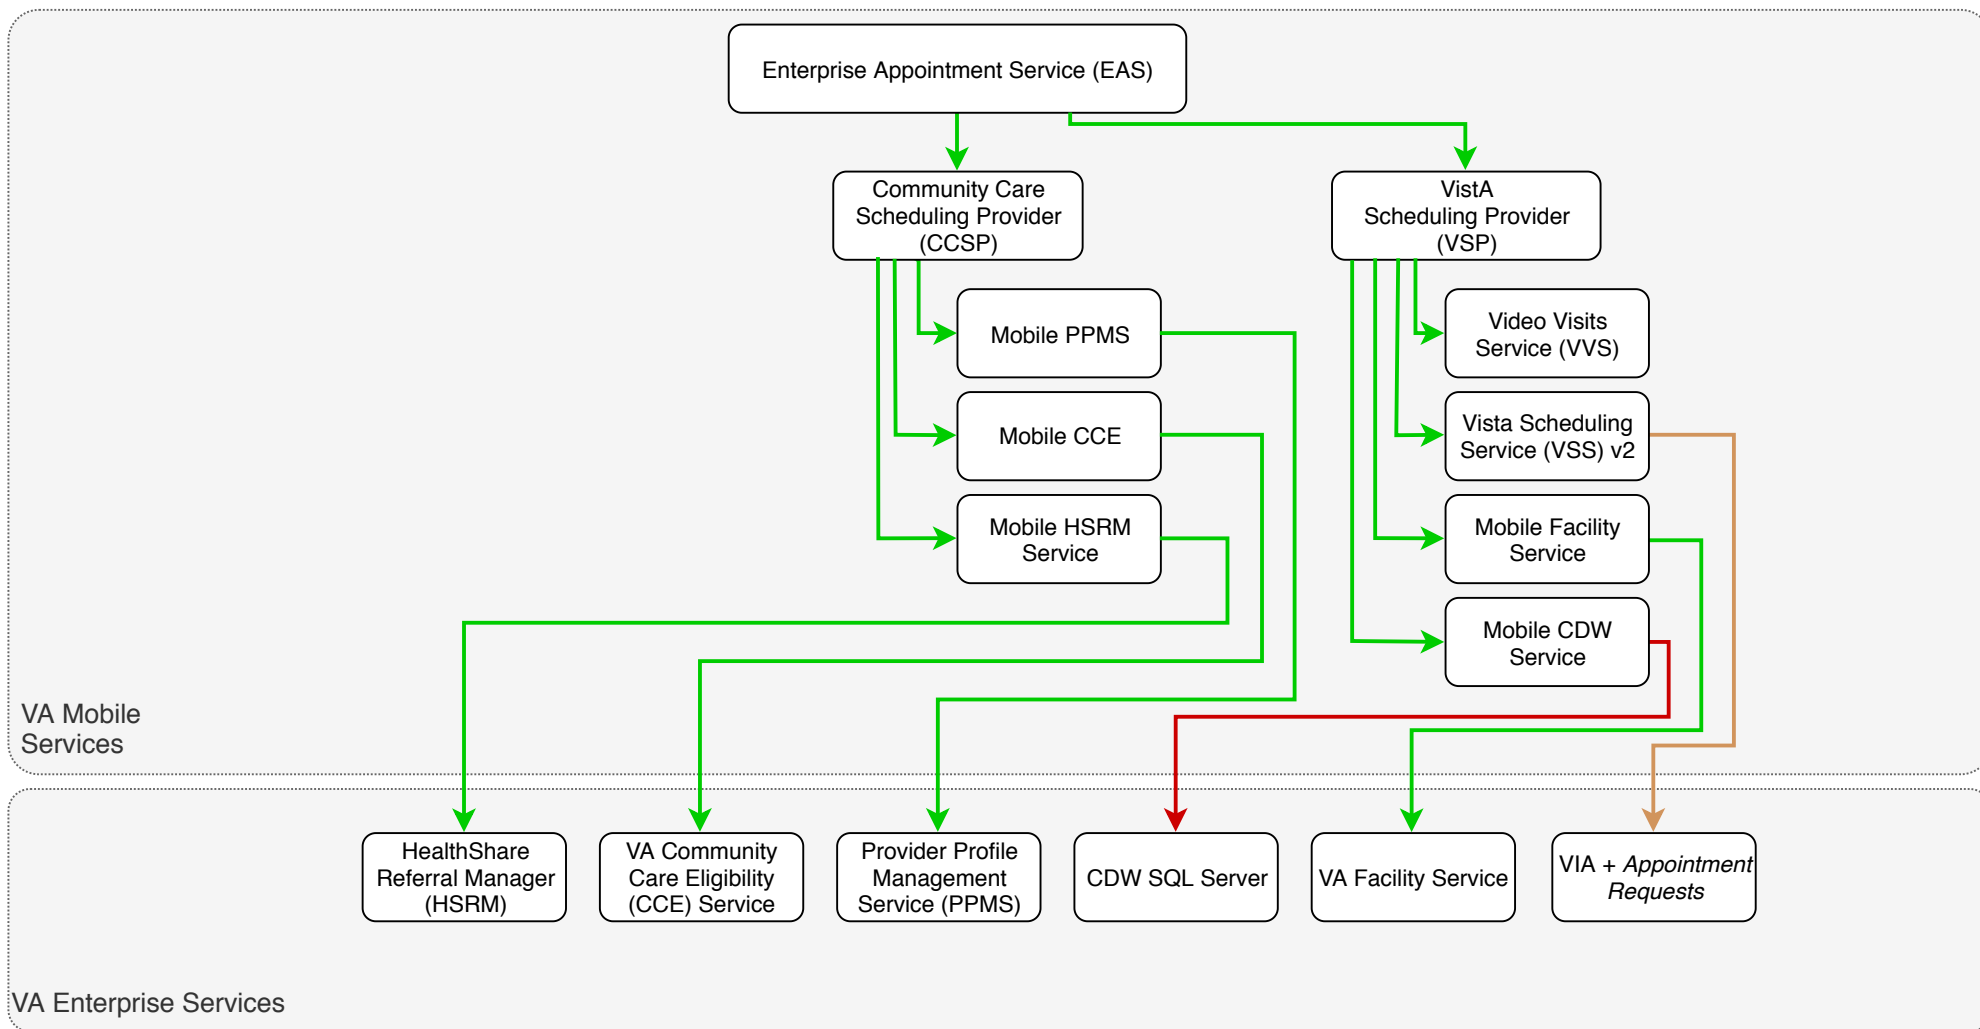 Enterprise Appointment Service (EAS)
Community Care
Scheduling Provider
(CCSP)
VistA
Scheduling Provider
(VSP)
Mobile PPMS
Video Visits
Service (VVS)
Mobile CCE
Vista Scheduling
Service (VSS) v2
Mobile HSRM
Service
Mobile Facility
Service
Mobile CDW
Service
VA Mobile
Services
HealthShare
Referral Manager
(HSRM)
VA Community
Care Eligibility
(CCE) Service
Provider Profile
Management
Service (PPMS)
CDW SQL Server
VA Facility Service
VIA + Appointment
Requests
VA Enterprise Services